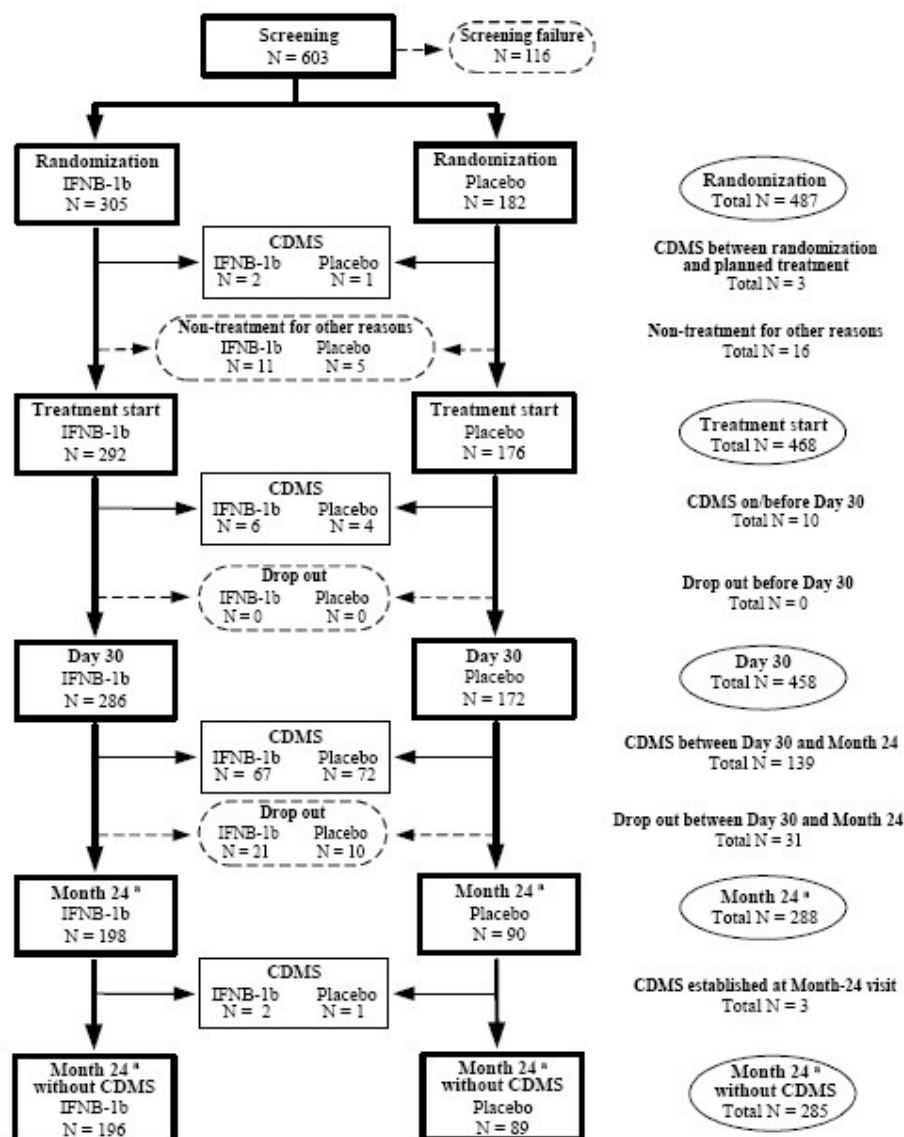 Screening
N = 603
Screening failure
N = 116
Randomization
IFNB-1b
N = 305
Randomization
Placebo
N = 182
Randomization
Total N = 487
CDMS
IFNB-1b Placebo
N = 2 N = 1
CDMS between randomization
and planned treatment
Total N = 3
Non-treatment for other reasons
IFNB-1b Placebo
N = 11 N = 5
Non-treatment for other reasons
Total N = 16
Treatment start
IFNB-1b
N = 292
Treatment start
Placebo
N = 176
Treatment start
Total N = 468
CDMS
IFNB-1b Placebo
N = 6 N = 4
CDMS on/before Day 30
Total N = 10
Drop out
IFNB-1b Placebo
N = 0 N = 0
Drop out before Day 30
Total N = 0
Day 30
IFNB-1b
N = 286
Day 30
Placebo
N = 172
Day 30
Total N = 458
CDMS
IFNB-1b Placebo
N = 67 N = 72
CDMS between Day 30 and Month 24
Total N = 139
Drop out
IFNB-1b Placebo
N = 21 N = 10
Drop out between Day 30 and Month 24
Total N = 31
Month 24 ª
IFNB-1b
N = 198
Month 24 ª
Placebo
N = 90
Month 24 ª
Total N = 288
CDMS
IFNB-1b Placebo
N = 2 N = 1
CDMS established at Month-24 visit
Total N = 3
Month 24 ª
without CDMS
IFNB-1b
N = 196
Month 24 ª
without CDMS
Placebo
N = 89
Month 24 ª
without CDMS
Total N = 285